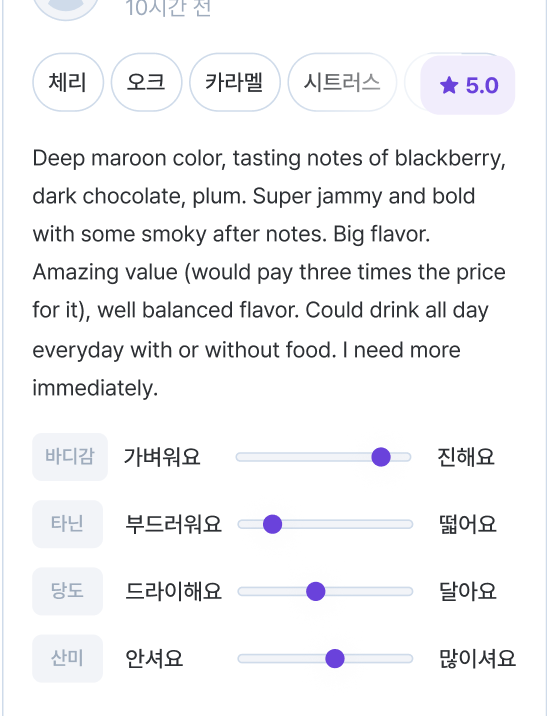 10시간 전
체리 오크 카라멜 시트러스 5.0
Deep maroon color, tasting notes of blackberry,
dark chocolate, plum. Super jammy and bold
with some smoky after notes. Big flavor.
Amazing value (would pay three times the price
for it), well balanced flavor. Could drink all day
everyday with or without food. I need more
immediately.
바디감 가벼워요 진해요
타닌 부드러워요 떫어요
당도 드라이해요 달아요
산미 안셔요 많이셔요